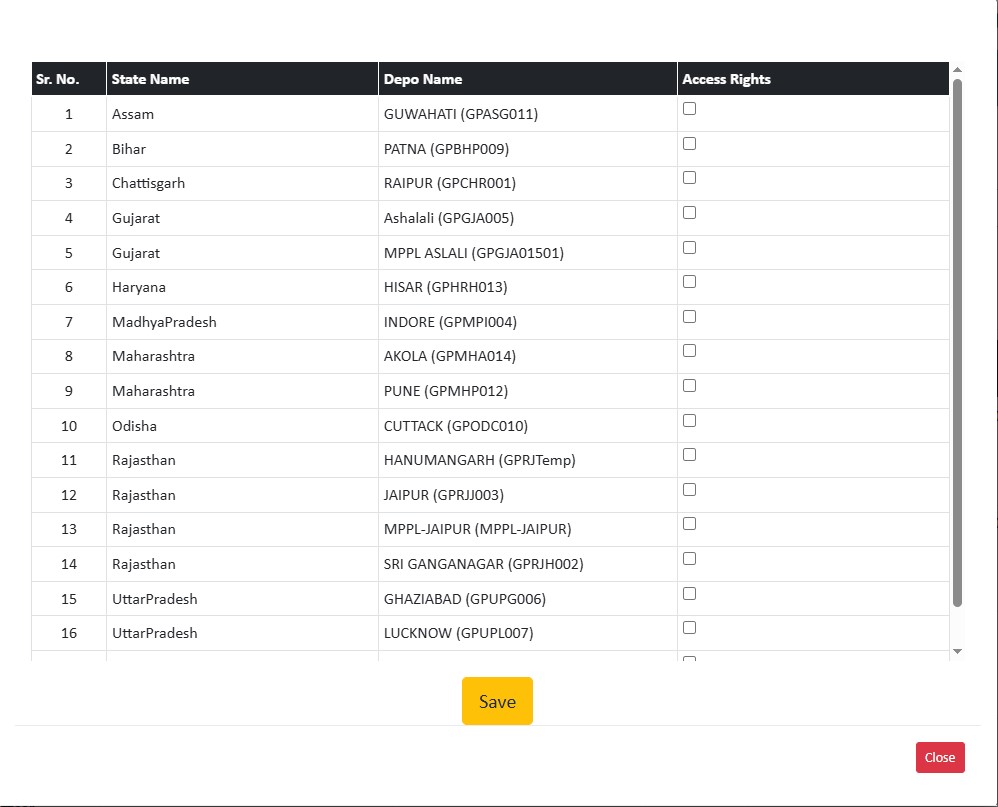 Sr. No. State Name Depo Name Access Rights
1 Assam GUWAHATI (GPASG011)
2 Bihar PATNA (GPBHP009)
3 Chattisgarh RAIPUR (GPCHR001)
4 Gujarat Ashalali (GPGJA005)
5 Gujarat MPPL ASLALI (GPGJA01501)
6 Haryana HISAR (GPHRH013)
7 MadhyaPradesh INDORE (GPMPI004)
8 Maharashtra AKOLA (GPMHA014)
9 Maharashtra PUNE (GPMHP012)
10 Odisha CUTTACK (GPODC010)
11 Rajasthan HANUMANGARH (GPRJTemp)
12 Rajasthan JAIPUR (GPRJJ003)
13 Rajasthan MPPL-JAIPUR (MPPL-JAIPUR)
14 Rajasthan SRI GANGANAGAR (GPRJH002)
15 UttarPradesh GHAZIABAD (GPUPG006)
16 UttarPradesh LUCKNOW (GPUPL007)
Save
Close